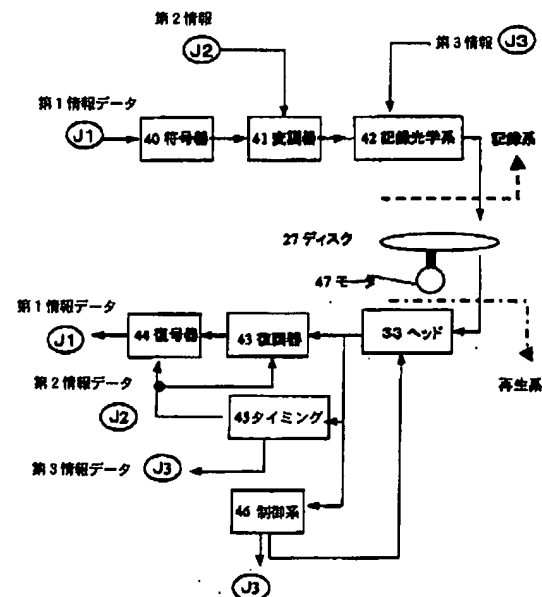 第2情報
J2
第3情報 J3
第1情報データ
J1
40 符号器
41 変調器
42 記録光学系
記録系
27 ディスク
47 モータ
第1情報データ
J1
44 復号器
43 復調器
33 ヘッド
再生系
第2情報データ
J2
45タイミング
第3情報データ J3
46 制御系
J3